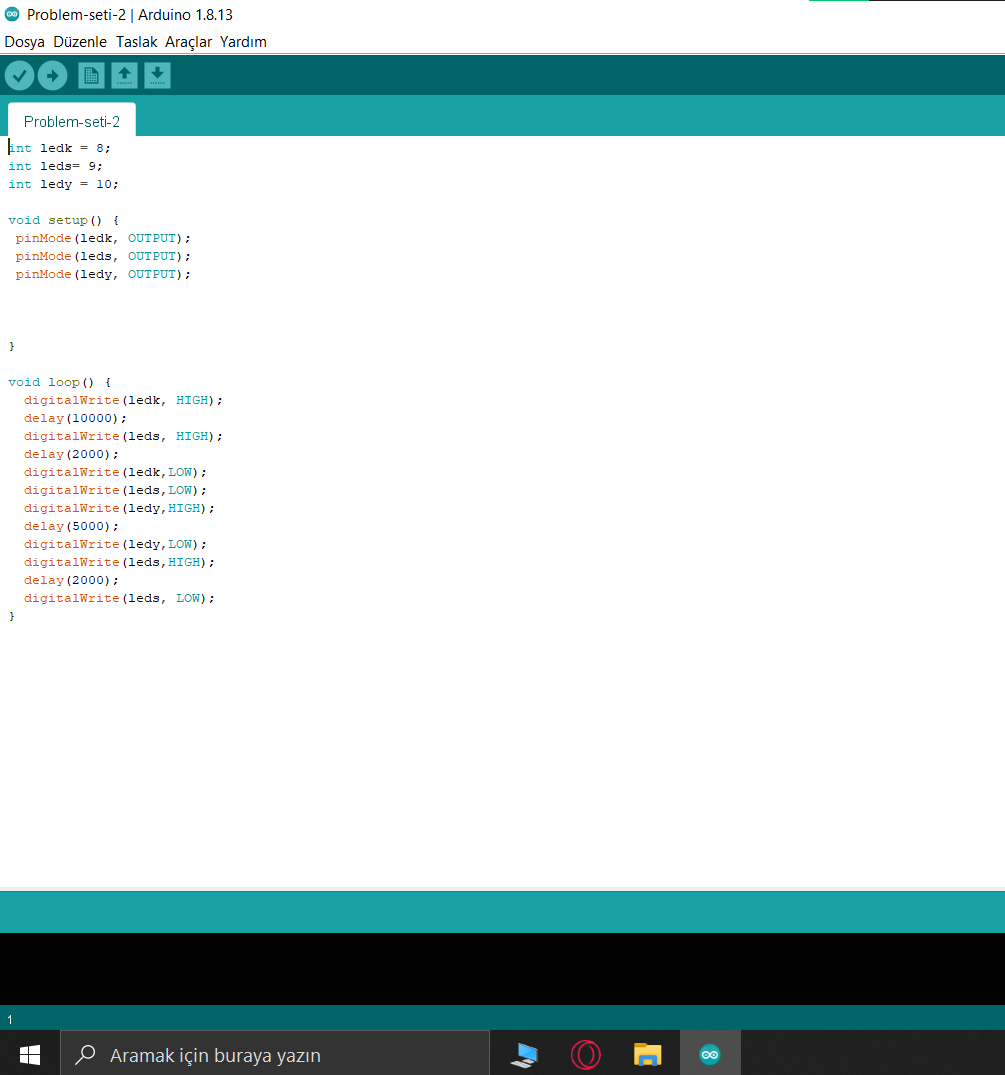 Problem-seti-2 | Arduino 1.8.13
Dosya Düzenle Taslak Araçlar Yardım
Problem-seti-2
int ledk = 8;
int leds= 9;
int ledy = 10;
void setup() {
pinMode(ledk, OUTPUT);
pinMode(leds, OUTPUT);
pinMode(ledy, OUTPUT);
}
void loop() {
digitalWrite(ledk, HIGH);
delay(10000);
digitalWrite(leds, HIGH);
delay(2000);
digitalWrite(ledk,LOW);
digitalWrite(leds,LOW);
digitalWrite(ledy,HIGH);
delay(5000);
digitalWrite(ledy,LOW);
digitalWrite(leds,HIGH);
delay(2000);
digitalWrite(leds, LOW);
}
1
Aramak için buraya yazın